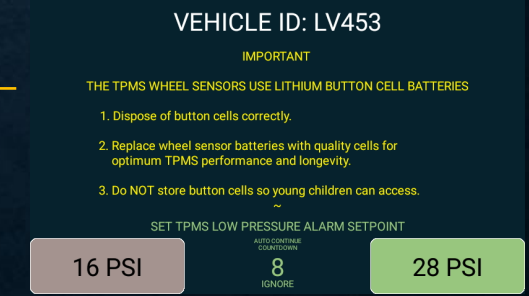 VEHICLE ID: LV453
IMPORTANT
THE TPMS WHEEL SENSORS USE LITHIUM BUTTON CELL BATTERIES
1. Dispose of button cells correctly.
2. Replace wheel sensor batteries with quality cells for
optimum TPMS performance and longevity.
3. Do NOT store button cells so young children can access.
~
SET TPMS LOW PRESSURE ALARM SETPOINT
AUTO CONTINUE
COUNTDOWN
16 PSI
8
28 PSI
IGNORE